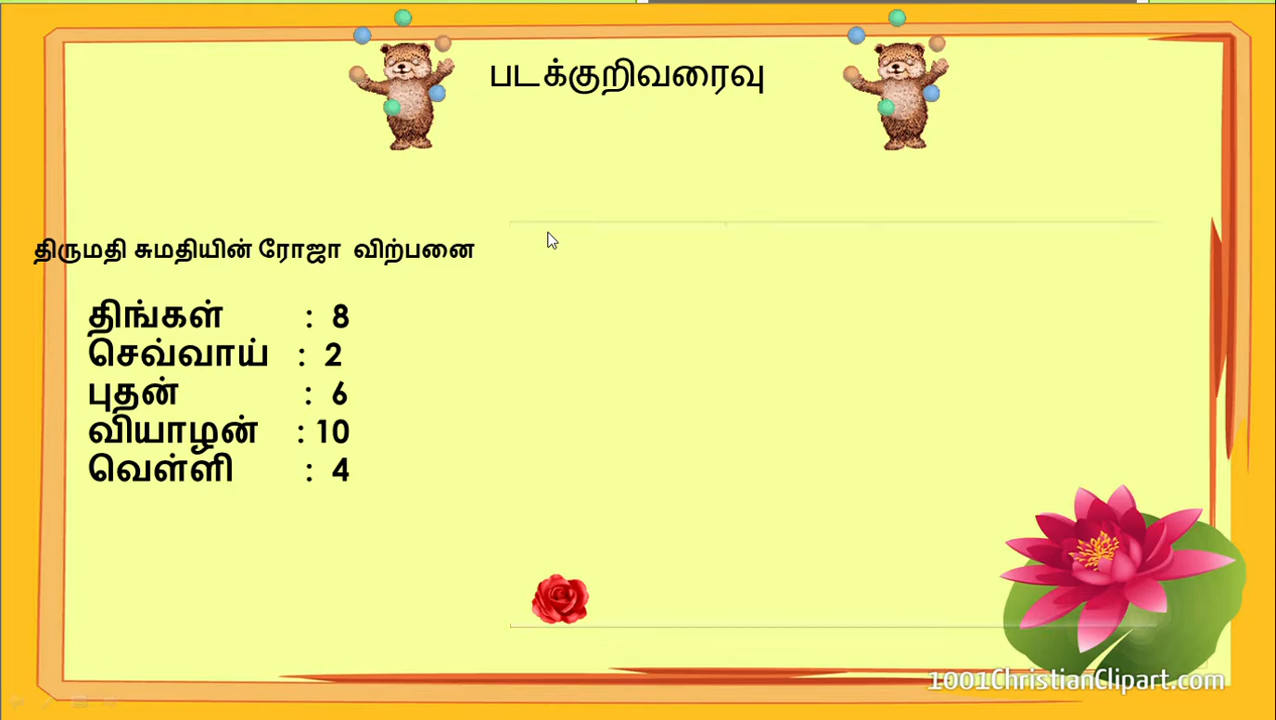 படக்குறிவரைவு
திருமதி சுமதியின் ரோஜா விற்பனை
திங்கள் : 8
செவ்வாய் : 2
புதன் : 6
வியாழன் : 10
வெள்ளி : 4
1001ChristianClipart.com